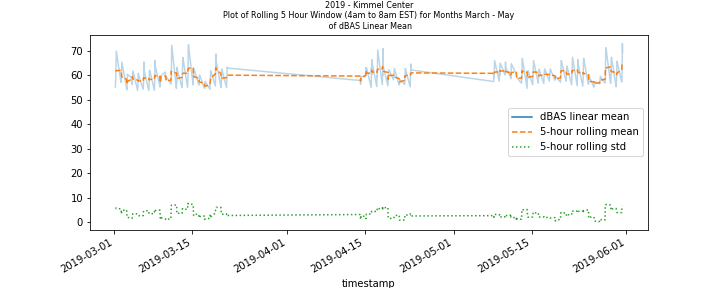 2019 - Kimmel Center
Plot of Rolling 5 Hour Window (4am to 8am EST) for Months March - May
of dBAS Linear Mean
70
60
50
40
30
20
10
0
dBAS linear mean
5-hour rolling mean
5-hour rolling std
2019-03-01
2019-03-15
2019-04-01
2019-04-15
2019-05-01
2019-05-15
2019-06-01
timestamp